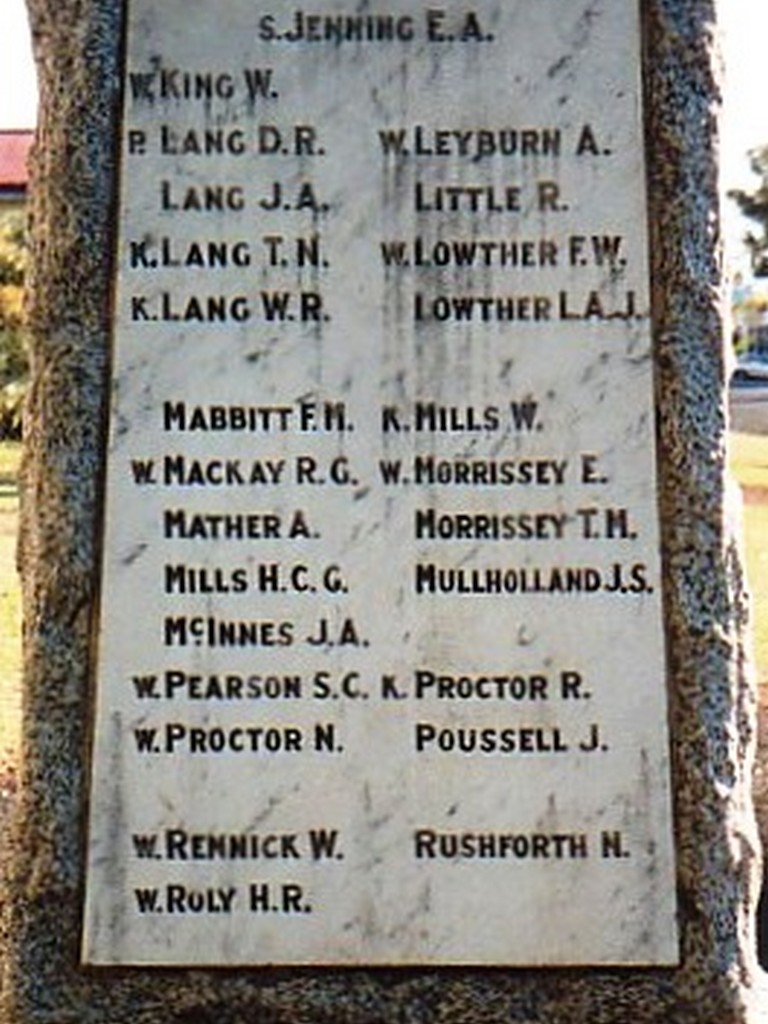 S. JENNING E.A.
W. KING W.
P. LANG D.R. W. LEYBURN A.
LANG J.A. LITTLE R.
K. LANG T.N. W. LOWTHER F.W.
K. LANG W.R. LOWTHER L.A.J.
MABBITT F.M. K. MILLS W.
W. MACKAY R.G. W. MORRISSEY E.
MATHER A. MORRISSEY T.M.
MILLS H.C.G. MULLHOLLAND J.S.
McINNES J.A.
W. PEARSON S.C. K. PROCTOR R.
W. PROCTOR N. POUSSELL J.
W. REMNICK W. RUSHFORTH N.
W. ROLY H.R.